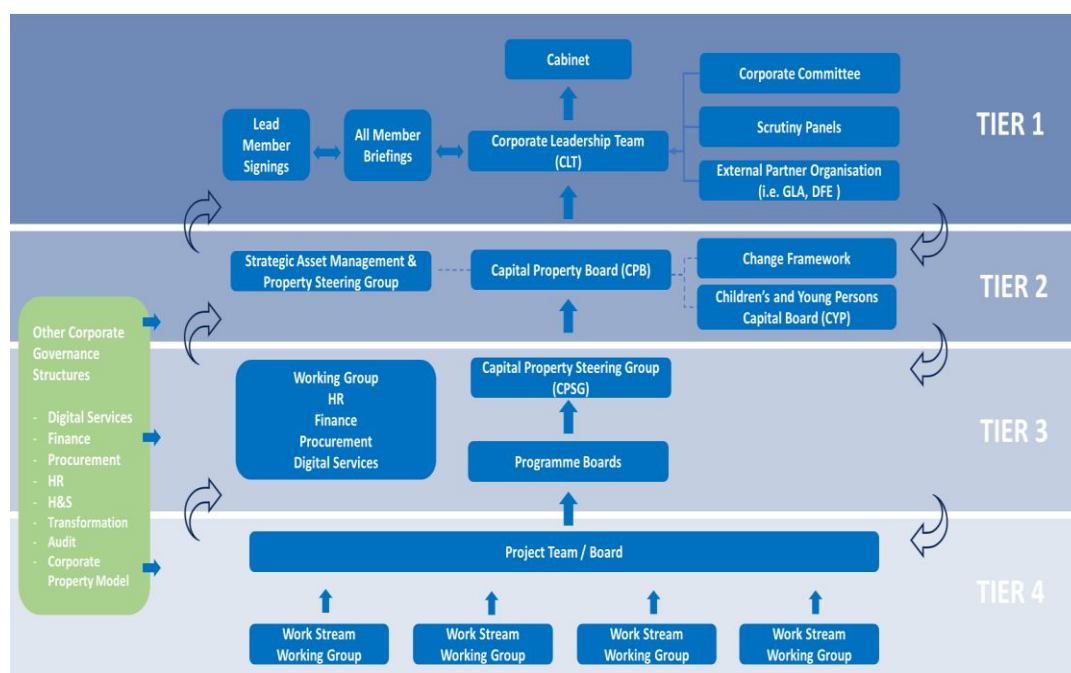 Cabinet
Corporate Committee
TIER 1
Lead
Member
Signings
All Member
Briefings
Corporate Leadership Team
(CLT)
Scrutiny Panels
External Partner Organisation
(i.e. GLA, DFE )
Strategic Asset Management &
Property Steering Group
Capital Property Board (CPB)
Change Framework
Children's and Young Persons
Capital Board (CYP)
TIER 2
Other Corporate
Governance
Structures
- Digital Services
- Finance
- Procurement
- HR
- H&S
- Transformation
- Audit
- Corporate
Property Model
Working Group
HR
Finance
Procurement
Digital Services
Capital Property Steering Group
(CPSG)
Programme Boards
TIER 3
Project Team / Board
TIER 4
Work Stream
Working Group
Work Stream
Working Group
Work Stream
Working Group
Work Stream
Working Group